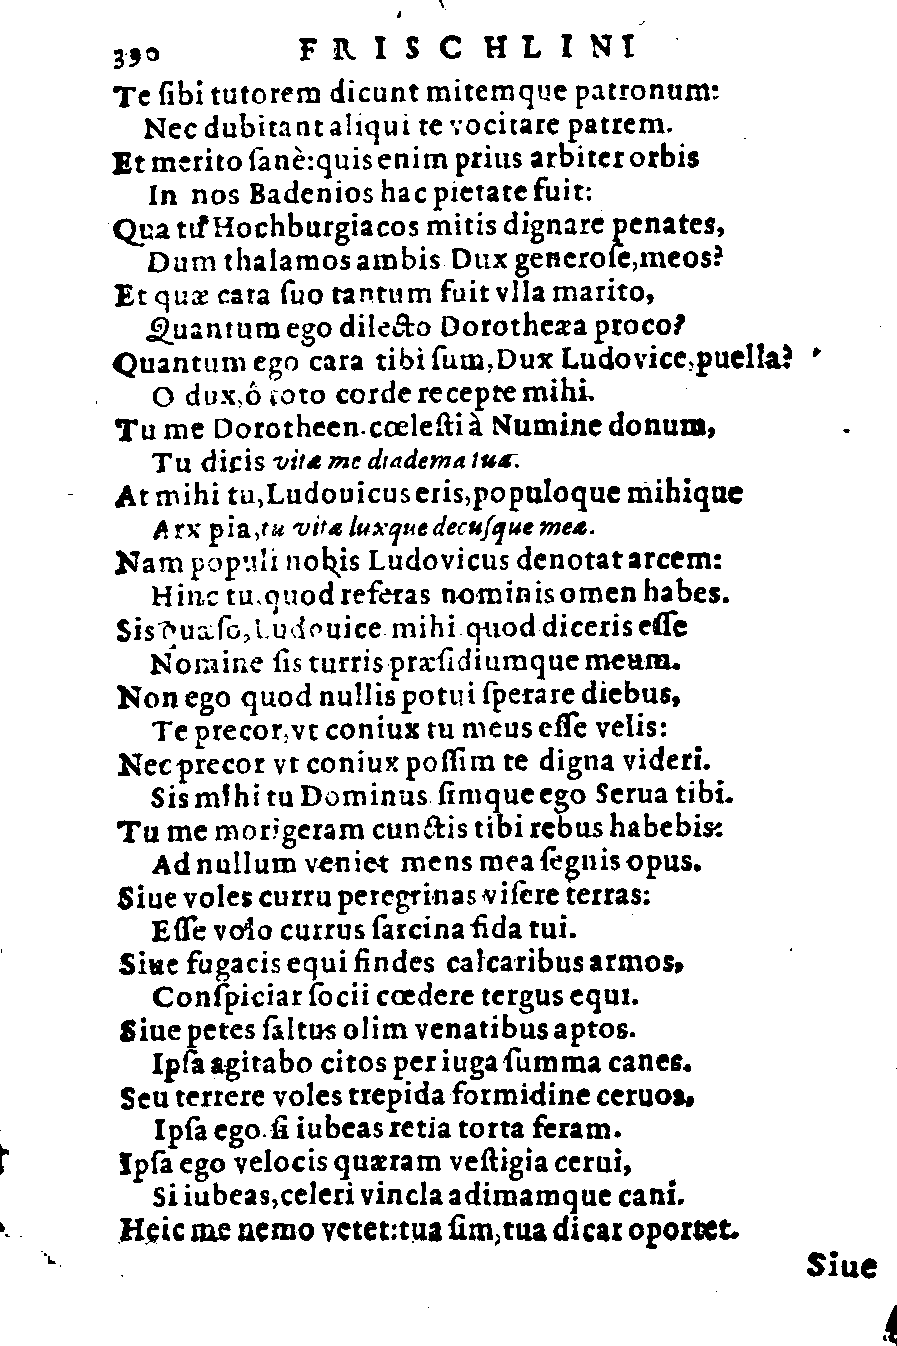 390 FRISCHLINI
Te ſibi tutorem dicunt mitemque patronum:
Nec dubitant aliqui te vocitare patrem.
Et merito ſanè: quis enim prius arbiter orbis
In nos Badenios hac pietate fuit:
Qua tu Hochburgiacos mitis dignare penates,
Dum thalamos ambis Dux generoſe, meos?
Et quæ cara ſuo tantum fuit vlla marito,
Quantum ego dilecto Dorotheæa proco?
Quantum ego cara tibi ſum, Dux Ludovice, puella?
O dux, ô toto corde recepte mihi.
Tu me Dorotheen cœleſti à Numine donum,
Tu dicis vitæ me diadema tuæ.
At mihi tu, Ludouicus eris, populoque mihique
Arx pia, tu vitæ luxque decuſque meæ.
Nam populi nobis Ludovicus denotat arcem:
Hinc tu, quod referas nominis omen habes.
Sis quæſo, Ludouice mihi quod diceris eſſe
Nomine ſis turris præſidiumque meum.
Non ego quod nullis potui ſperare diebus,
Te precor, vt coniux tu meus eſſe velis:
Nec precor vt coniux poſſim te digna videri.
Sis mihi tu Dominus ſimque ego Serua tibi.
Tu me morigeram cunctis tibi rebus habebis:
Ad nullum veniet mens mea ſegnis opus.
Siue voles curru peregrinas viſere terras:
Eſſe volo currus ſarcina fida tui.
Siue fugacis equi findes calcaribus armos,
Conſpiciar ſocii cœdere tergus equi.
Siue petes ſaltus olim venatibus aptos.
Ipſa agitabo citos per iuga ſumma canes.
Seu terrere voles trepida formidine ceruos,
Ipſa ego ſi iubeas retia torta feram.
Ipſa ego velocis quæram veſtigia cerui,
Si iubeas, celeri vincla adimamque cani.
Heic me nemo vetet: tua ſim, tua dicar oportet.
Siue